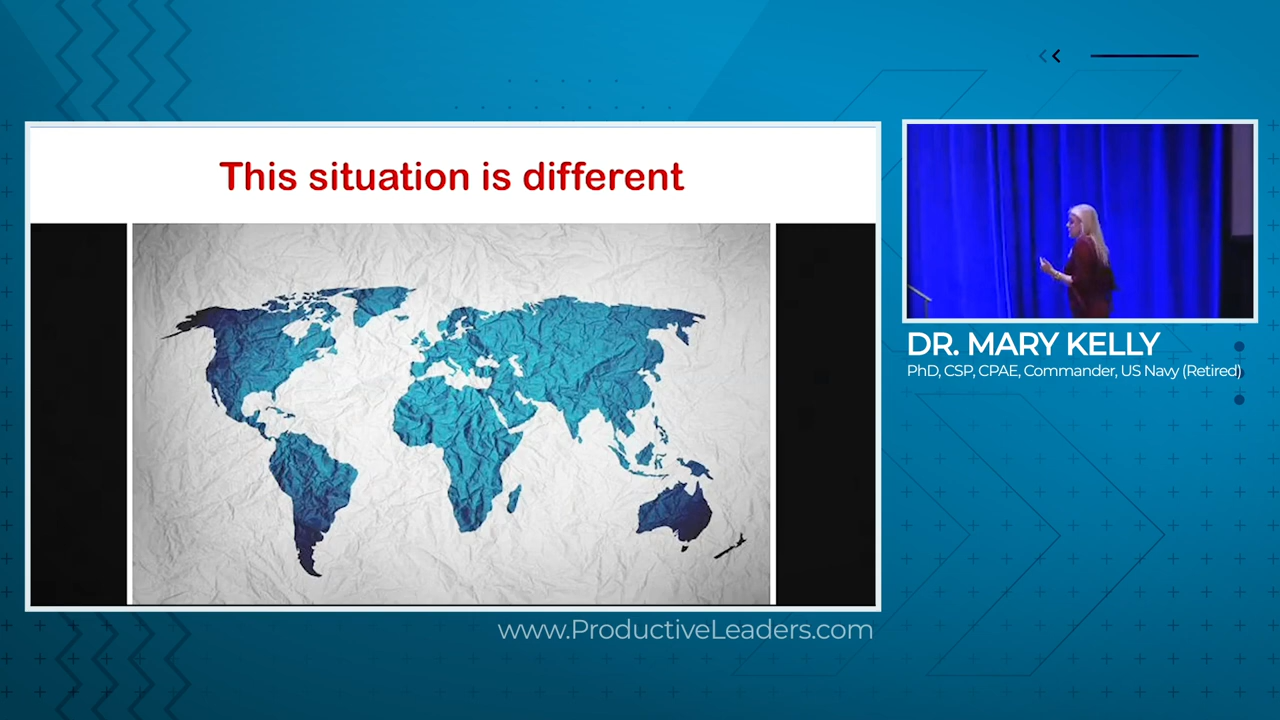 This situation is different
DR. MARY KELLY
PhD, CSP, CPAE, Commander, US Navy (Retired)
www.ProductiveLeaders.com